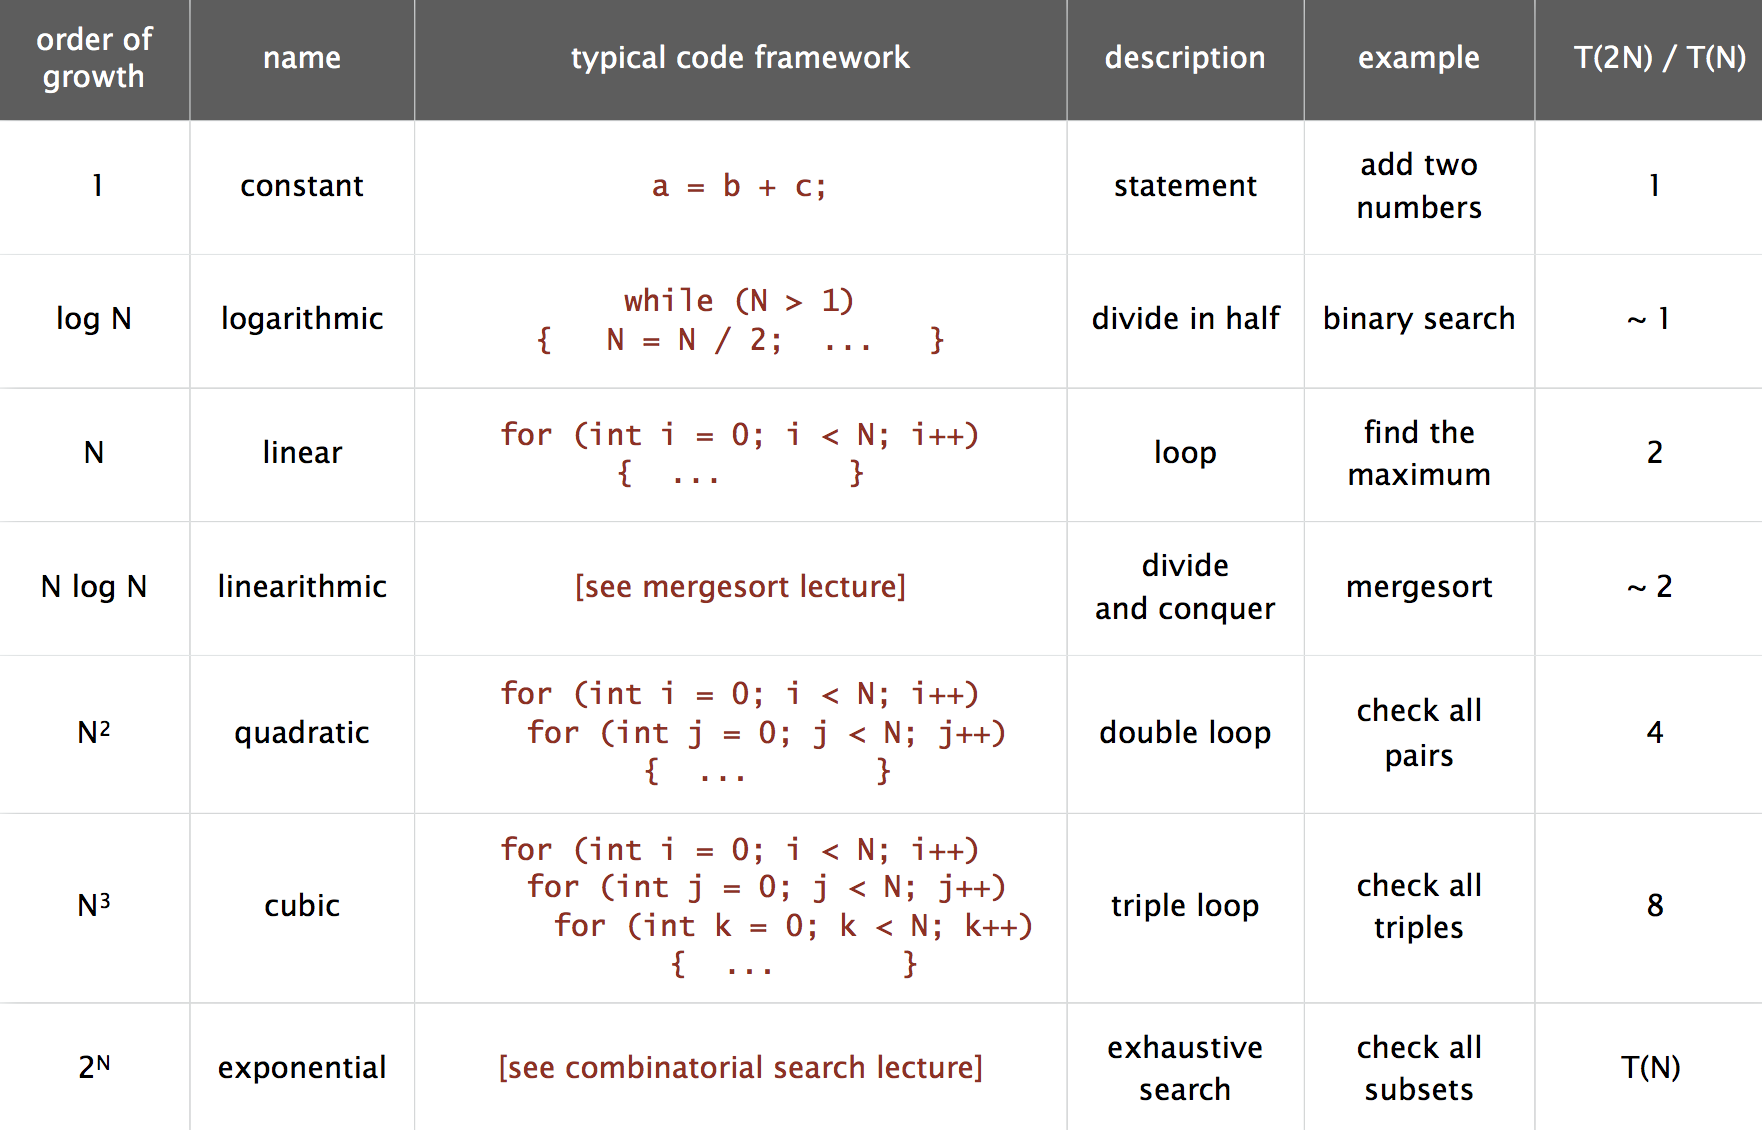 order of growth name typical code framework description example T(2N) / T(N)
1 constant a = b + c; statement add two numbers 1
log N logarithmic while (N > 1) { N = N / 2; ... } divide in half binary search ~ 1
N linear for (int i = 0; i < N; i++) { ... } loop find the maximum 2
N log N linearithmic [see mergesort lecture] divide and conquer mergesort ~ 2
N² quadratic for (int i = 0; i < N; i++) for (int j = 0; j < N; j++) { ... } double loop check all pairs 4
N³ cubic for (int i = 0; i < N; i++) for (int j = 0; j < N; j++) for (int k = 0; k < N; k++) { ... } triple loop check all triples 8
2ᴺ exponential [see combinatorial search lecture] exhaustive search check all subsets T(N)